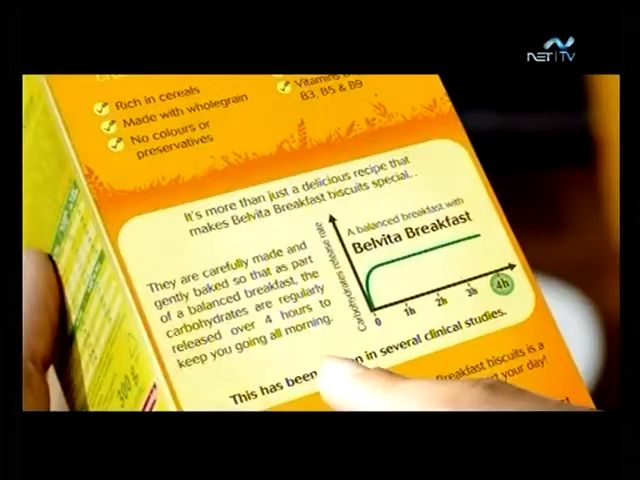 NET TV
Rich in cereals
Made with wholegrain
No colours or
preservatives
Vitamins
B3, B5 & B9
It's more than just a delicious recipe that
makes Belvita Breakfast biscuits special...
They are carefully made and
gently baked so that as part
of a balanced breakfast, the
carbohydrates are regularly
released over 4 hours to
keep you going all morning.
Carbohydrates release rate
A balanced breakfast with
Belvita Breakfast
0 1h 2h 3h 4h
This has been in several clinical studies.
Breakfast biscuits is a
your day!
300 g